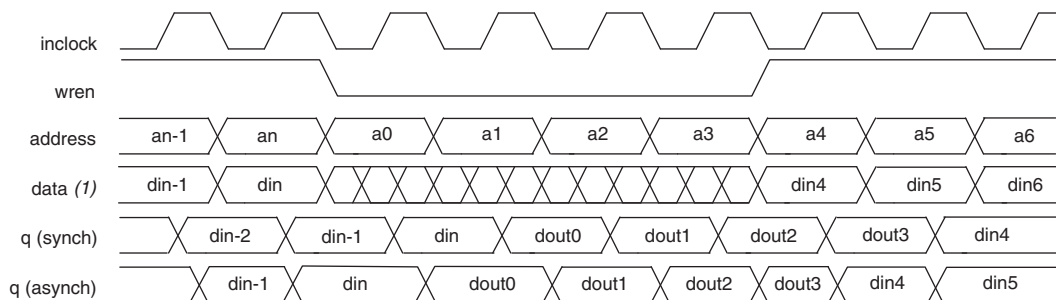 inclock
wren
address an-1 an a0 a1 a2 a3 a4 a5 a6
data (1) din-1 din din4 din5 din6
q (synch) din-2 din-1 din dout0 dout1 dout2 dout3 din4
q (asynch) din-1 din dout0 dout1 dout2 dout3 din4 din5